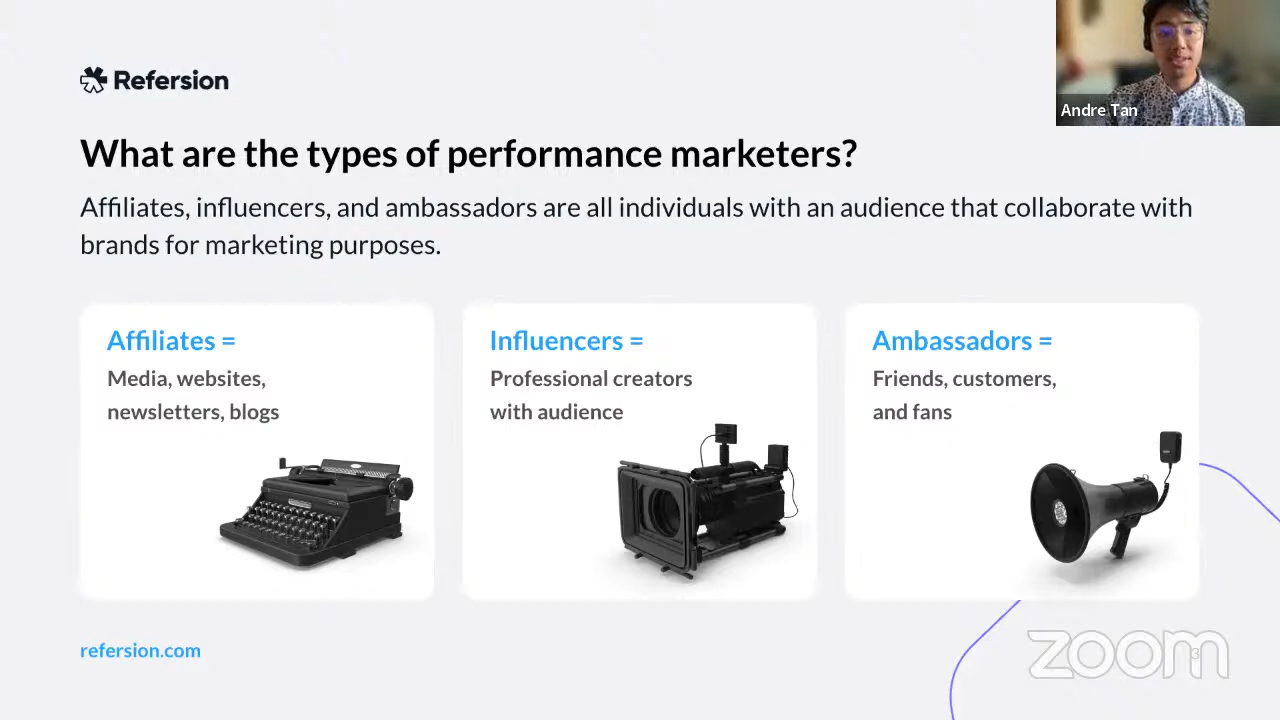 Refersion
Andre Tan
What are the types of performance marketers?
Affiliates, influencers, and ambassadors are all individuals with an audience that collaborate with
brands for marketing purposes.
Affiliates =
Media, websites,
newsletters, blogs
Influencers =
Professional creators
with audience
Ambassadors =
Friends, customers,
and fans
refersion.com
zoom
3